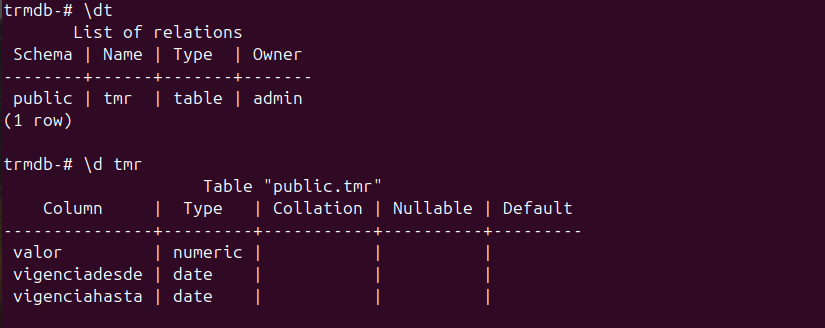 trmdb-# \dt
       List of relations
 Schema | Name | Type  | Owner
--------+------+-------+-------
 public | tmr  | table | admin
(1 row)
trmdb-# \d tmr
                    Table "public.tmr"
    Column     |  Type   | Collation | Nullable | Default
---------------+---------+-----------+----------+---------
 valor         | numeric |           |          |
 vigenciadesde | date    |           |          |
 vigenciahasta | date    |           |          |